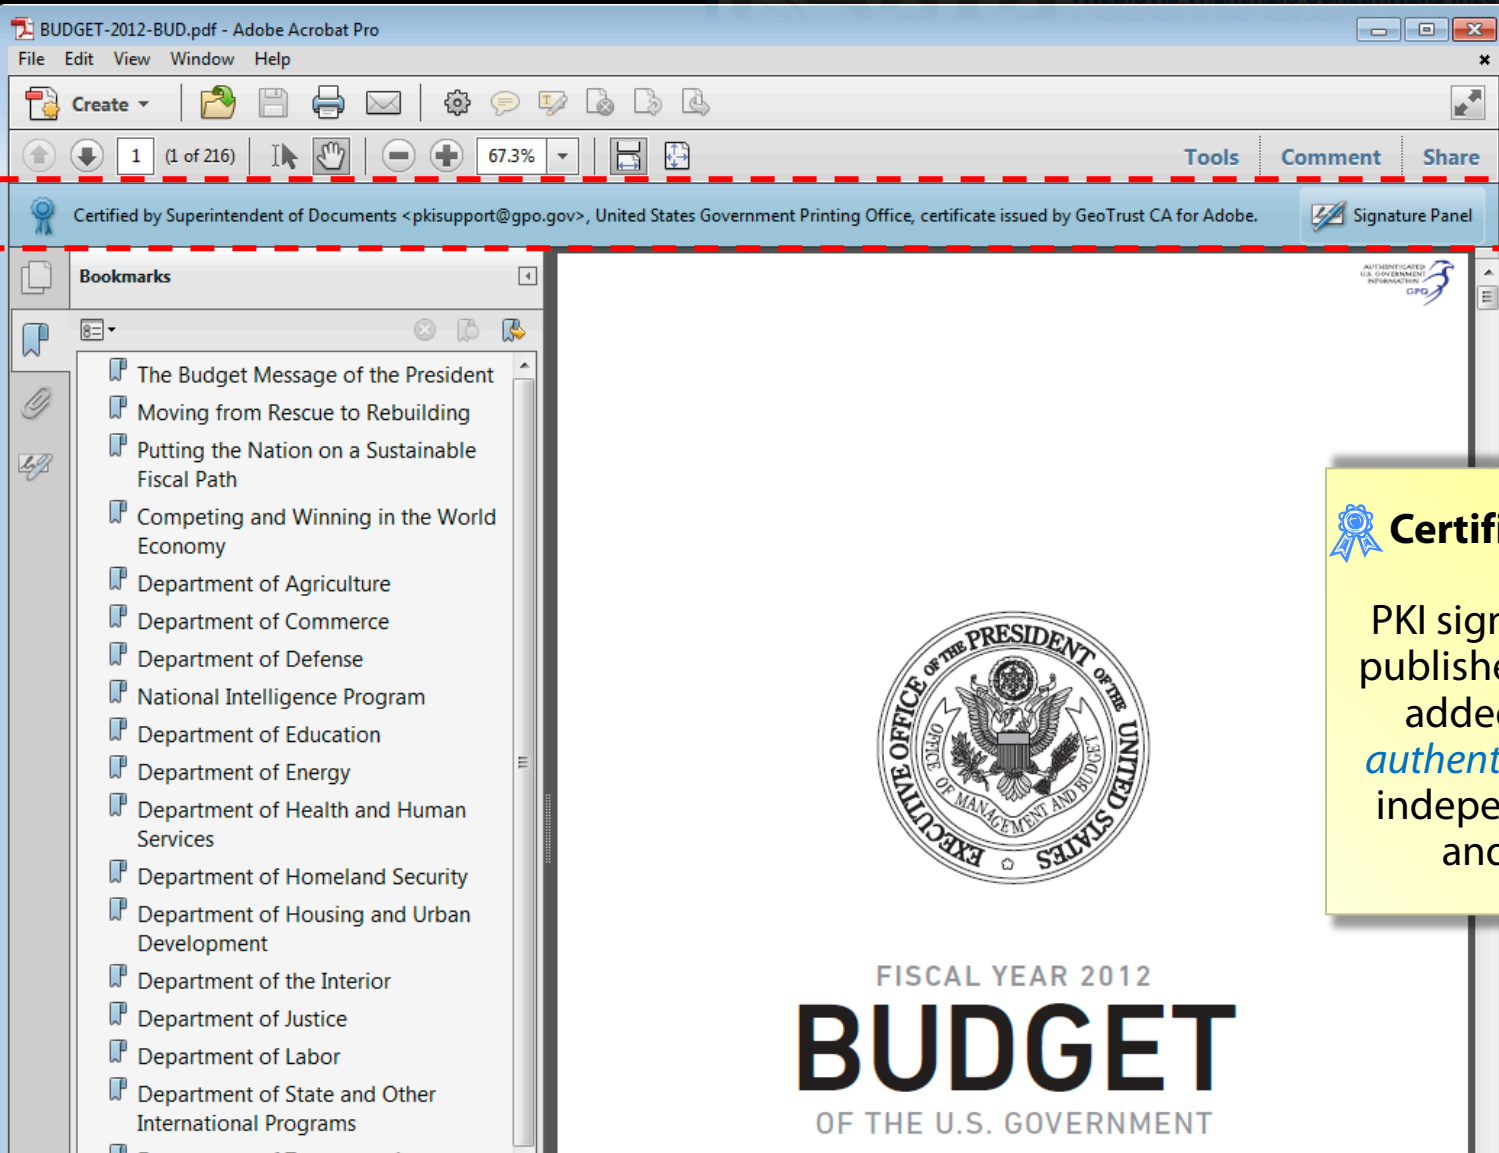 BUDGET-2012-BUD.pdf - Adobe Acrobat Pro
File Edit View Window Help
Create
1 (1 of 216) 67.3% Tools Comment Share
Certified by Superintendent of Documents <pkisupport@gpo.gov>, United States Government Printing Office, certificate issued by GeoTrust CA for Adobe. Signature Panel
Bookmarks
The Budget Message of the President
Moving from Rescue to Rebuilding
Putting the Nation on a Sustainable
Fiscal Path
Competing and Winning in the World
Economy
Department of Agriculture
Department of Commerce
Department of Defense
National Intelligence Program
Department of Education
Department of Energy
Department of Health and Human
Services
Department of Homeland Security
Department of Housing and Urban
Development
Department of the Interior
Department of Justice
Department of Labor
Department of State and Other
International Programs
AUTHENTICATED
U.S. GOVERNMENT
INFORMATION
GPO
EXECUTIVE OFFICE OF THE PRESIDENT OF THE UNITED STATES
OFFICE OF MANAGEMENT AND BUDGET
FISCAL YEAR 2012
BUDGET
OF THE U.S. GOVERNMENT
Certifi
PKI sign
publishe
added
authent
indepe
and